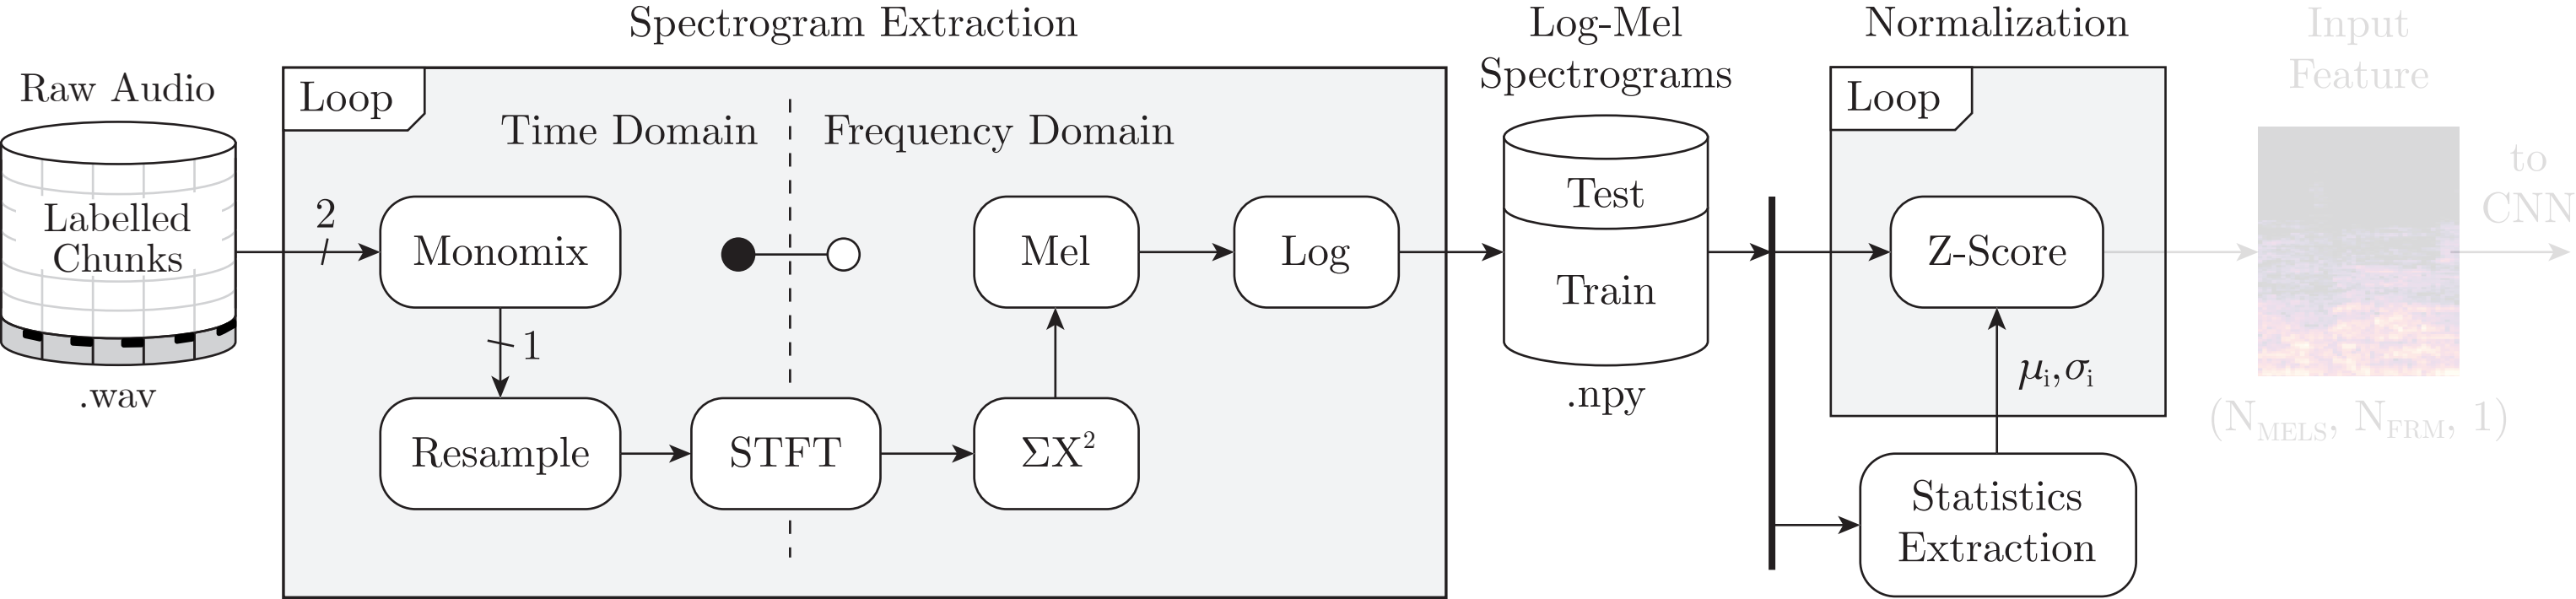 Spectrogram Extraction
Raw Audio
Labelled
Chunks
.wav
Loop
Time Domain
Frequency Domain
2
Monomix
1
Resample
STFT
ΣX²
Mel
Log
Log-Mel
Spectrograms
Test
Train
.npy
Normalization
Loop
Z-Score
μi,σi
Statistics
Extraction
Input
Feature
(NMELS, NFRM, 1)
to
CNN